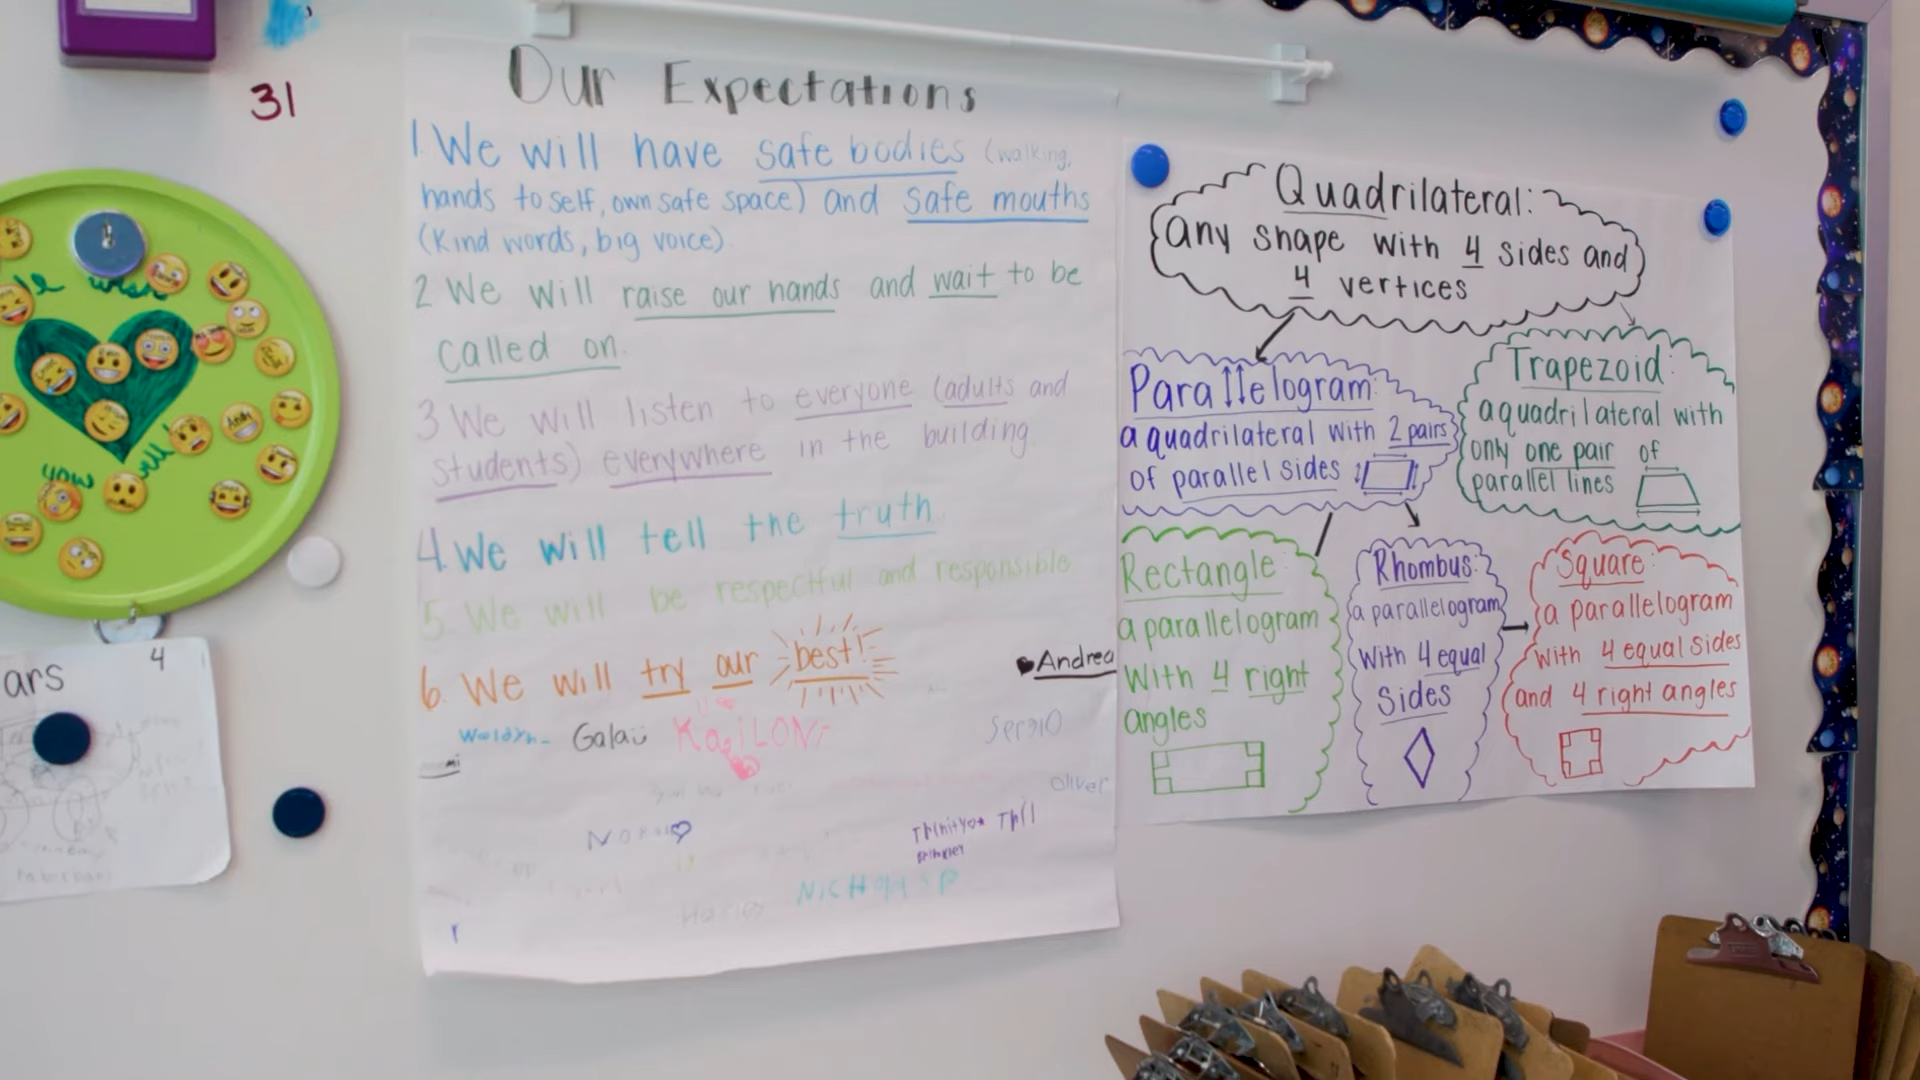 31
We wish
you well
ars
4
Our Expectations
1. We will have safe bodies (walking,
hands to self, own safe space) and safe mouths
(Kind words, big voice).
2 We will raise our hands and wait to be
called on.
3 We will listen to everyone (adults and
students) everywhere in the building.
4. We will tell the truth.
5. We will be respectful and responsible
6. We will try our best!
Andrea
Galaxi
Sergio
Oliver
Quadrilateral:
any shape with 4 sides and
4 vertices
Parallelogram:
a quadrilateral with 2 pairs
of parallel sides
Trapezoid:
a quadrilateral with
only one pair of
parallel lines
Rectangle:
a parallelogram
with 4 right
angles
Rhombus:
a parallelogram
with 4 equal
sides
Square:
a parallelogram
with 4 equal sides
and 4 right angles